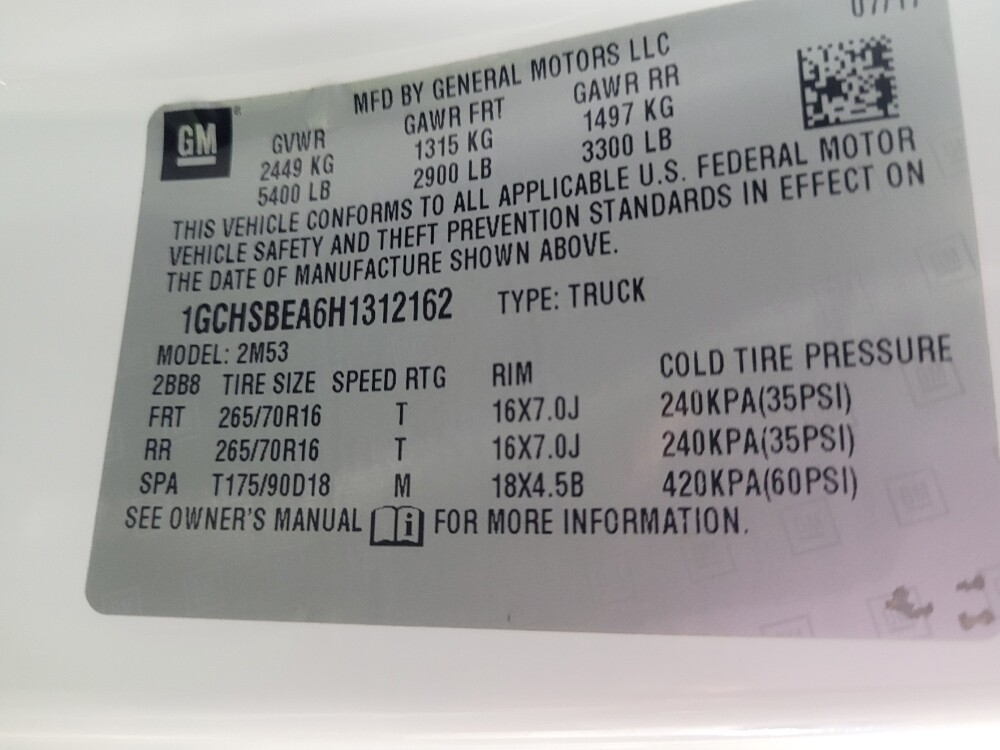 07/17
MFD BY GENERAL MOTORS LLC
GM ®
GVWR GAWR FRT GAWR RR
2449 KG 1315 KG 1497 KG
5400 LB 2900 LB 3300 LB
THIS VEHICLE CONFORMS TO ALL APPLICABLE U.S. FEDERAL MOTOR
VEHICLE SAFETY AND THEFT PREVENTION STANDARDS IN EFFECT ON
THE DATE OF MANUFACTURE SHOWN ABOVE.
1GCHSBEA6H1312162 TYPE: TRUCK
MODEL: 2M53
2BB8 TIRE SIZE SPEED RTG RIM COLD TIRE PRESSURE
FRT 265/70R16 T 16X7.0J 240KPA(35PSI)
RR 265/70R16 T 16X7.0J 240KPA(35PSI)
SPA T175/90D18 M 18X4.5B 420KPA(60PSI)
SEE OWNER'S MANUAL i FOR MORE INFORMATION.